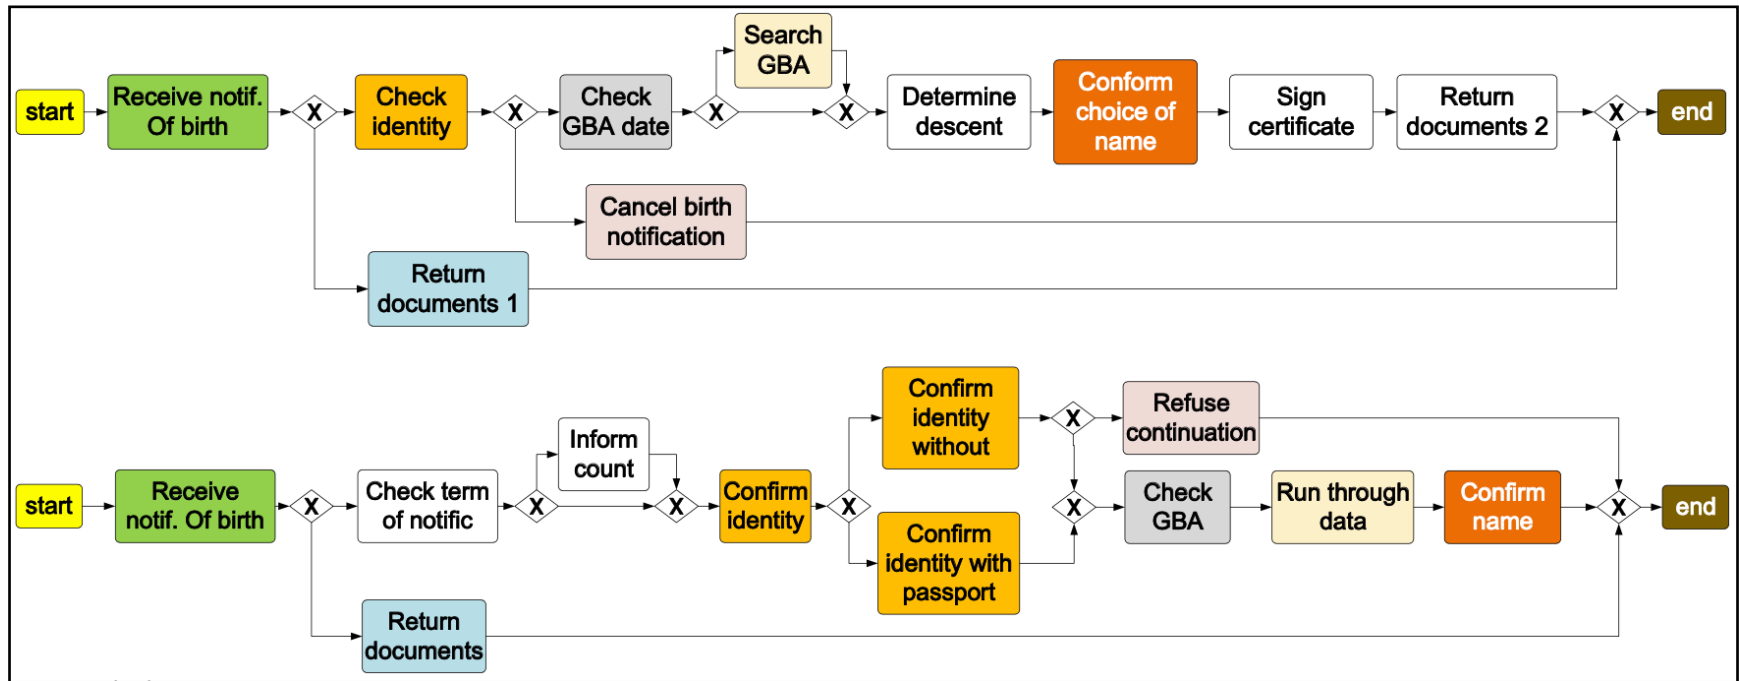 start
Receive notif.
Of birth
X
Check
identity
X
Check
GBA date
X
Search
GBA
X
Determine
descent
Conform
choice of
name
Sign
certificate
Return
documents 2
X
end
Cancel birth
notification
Return
documents 1
start
Receive
notif. Of birth
X
Check term
of notific
X
Inform
count
X
Confirm
identity
X
Confirm
identity
without
X
Refuse
continuation
Confirm
identity with
passport
X
Check
GBA
Run through
data
Confirm
name
X
end
Return
documents